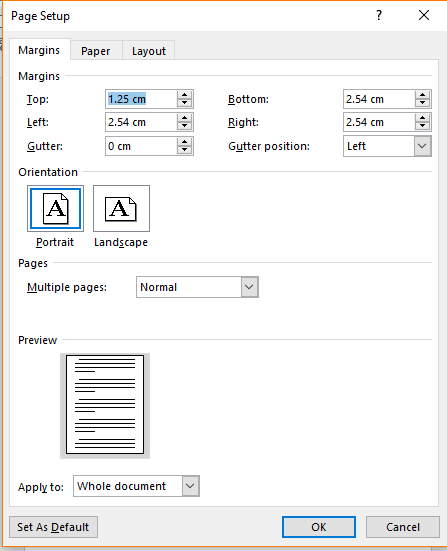 Page Setup ? ×
Margins Paper Layout
Margins
Top: 1.25 cm Bottom: 2.54 cm
Left: 2.54 cm Right: 2.54 cm
Gutter: 0 cm Gutter position: Left
Orientation
A A
Portrait Landscape
Pages
Multiple pages: Normal
Preview
Apply to: Whole document
Set As Default OK Cancel